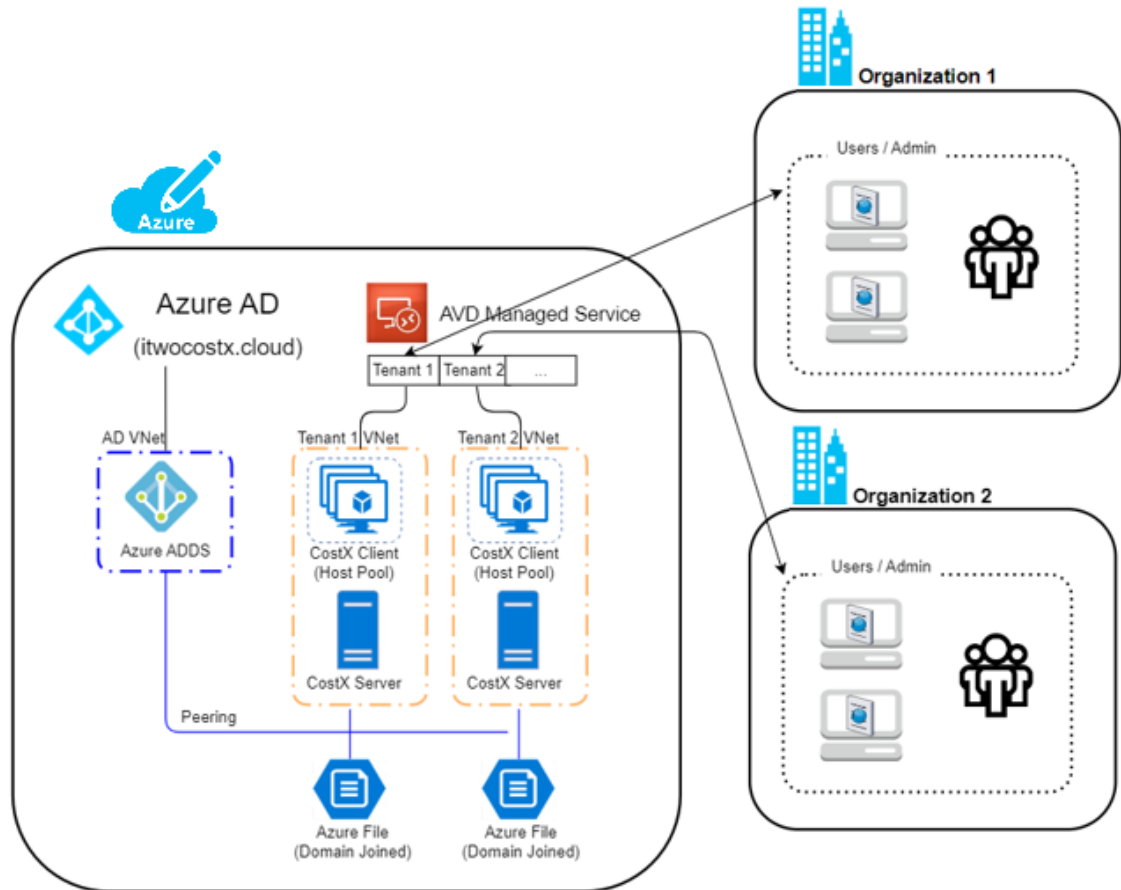 Organization 1
Users / Admin
Azure
Azure AD
(itwocostx.cloud)
AVD Managed Service
Tenant 1
Tenant 2
...
AD VNet
Tenant 1 VNet
Tenant 2 VNet
Azure ADDS
CostX Client
(Host Pool)
CostX Client
(Host Pool)
CostX Server
CostX Server
Peering
Azure File
(Domain Joined)
Azure File
(Domain Joined)
Organization 2
Users / Admin